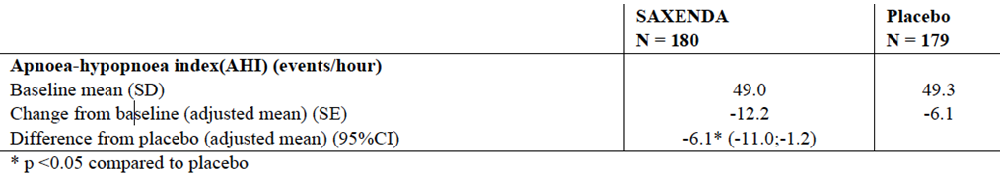 SAXENDA Placebo
N = 180 N = 179
Apnoea-hypopnoea index(AHI) (events/hour)
Baseline mean (SD) 49.0 49.3
Change from baseline (adjusted mean) (SE) -12.2 -6.1
Difference from placebo (adjusted mean) (95%CI) -6.1* (-11.0;-1.2)
* p <0.05 compared to placebo